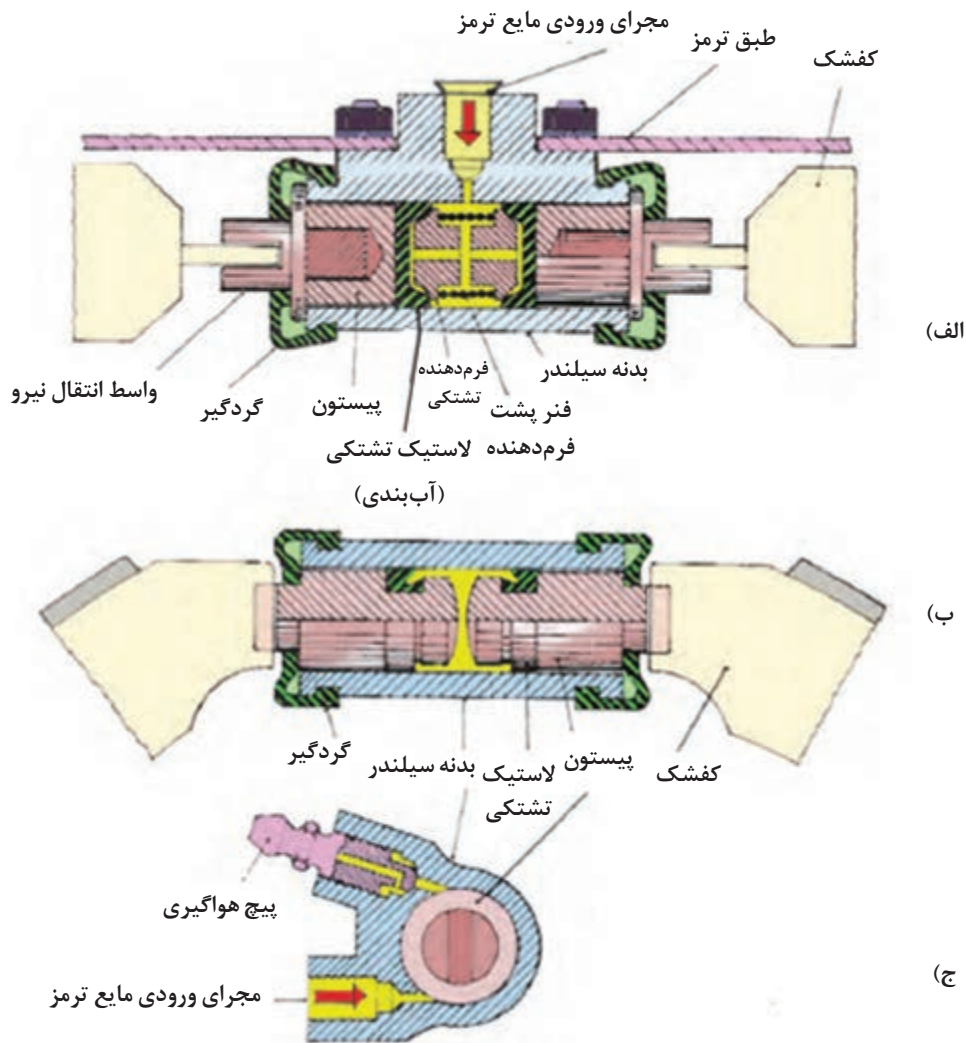 مجرای ورودی مایع ترمز
طبق ترمز
کفشک
الف)
واسط انتقال نیرو
گردگیر
پیستون
فرم‌دهنده
تشتکی
فنر پشت
فرم‌دهنده
بدنه سیلندر
لاستیک تشتکی
(آب‌بندی)
ب)
گردگیر
بدنه سیلندر
لاستیک
تشتکی
پیستون
کفشک
پیچ هواگیری
مجرای ورودی مایع ترمز
ج)